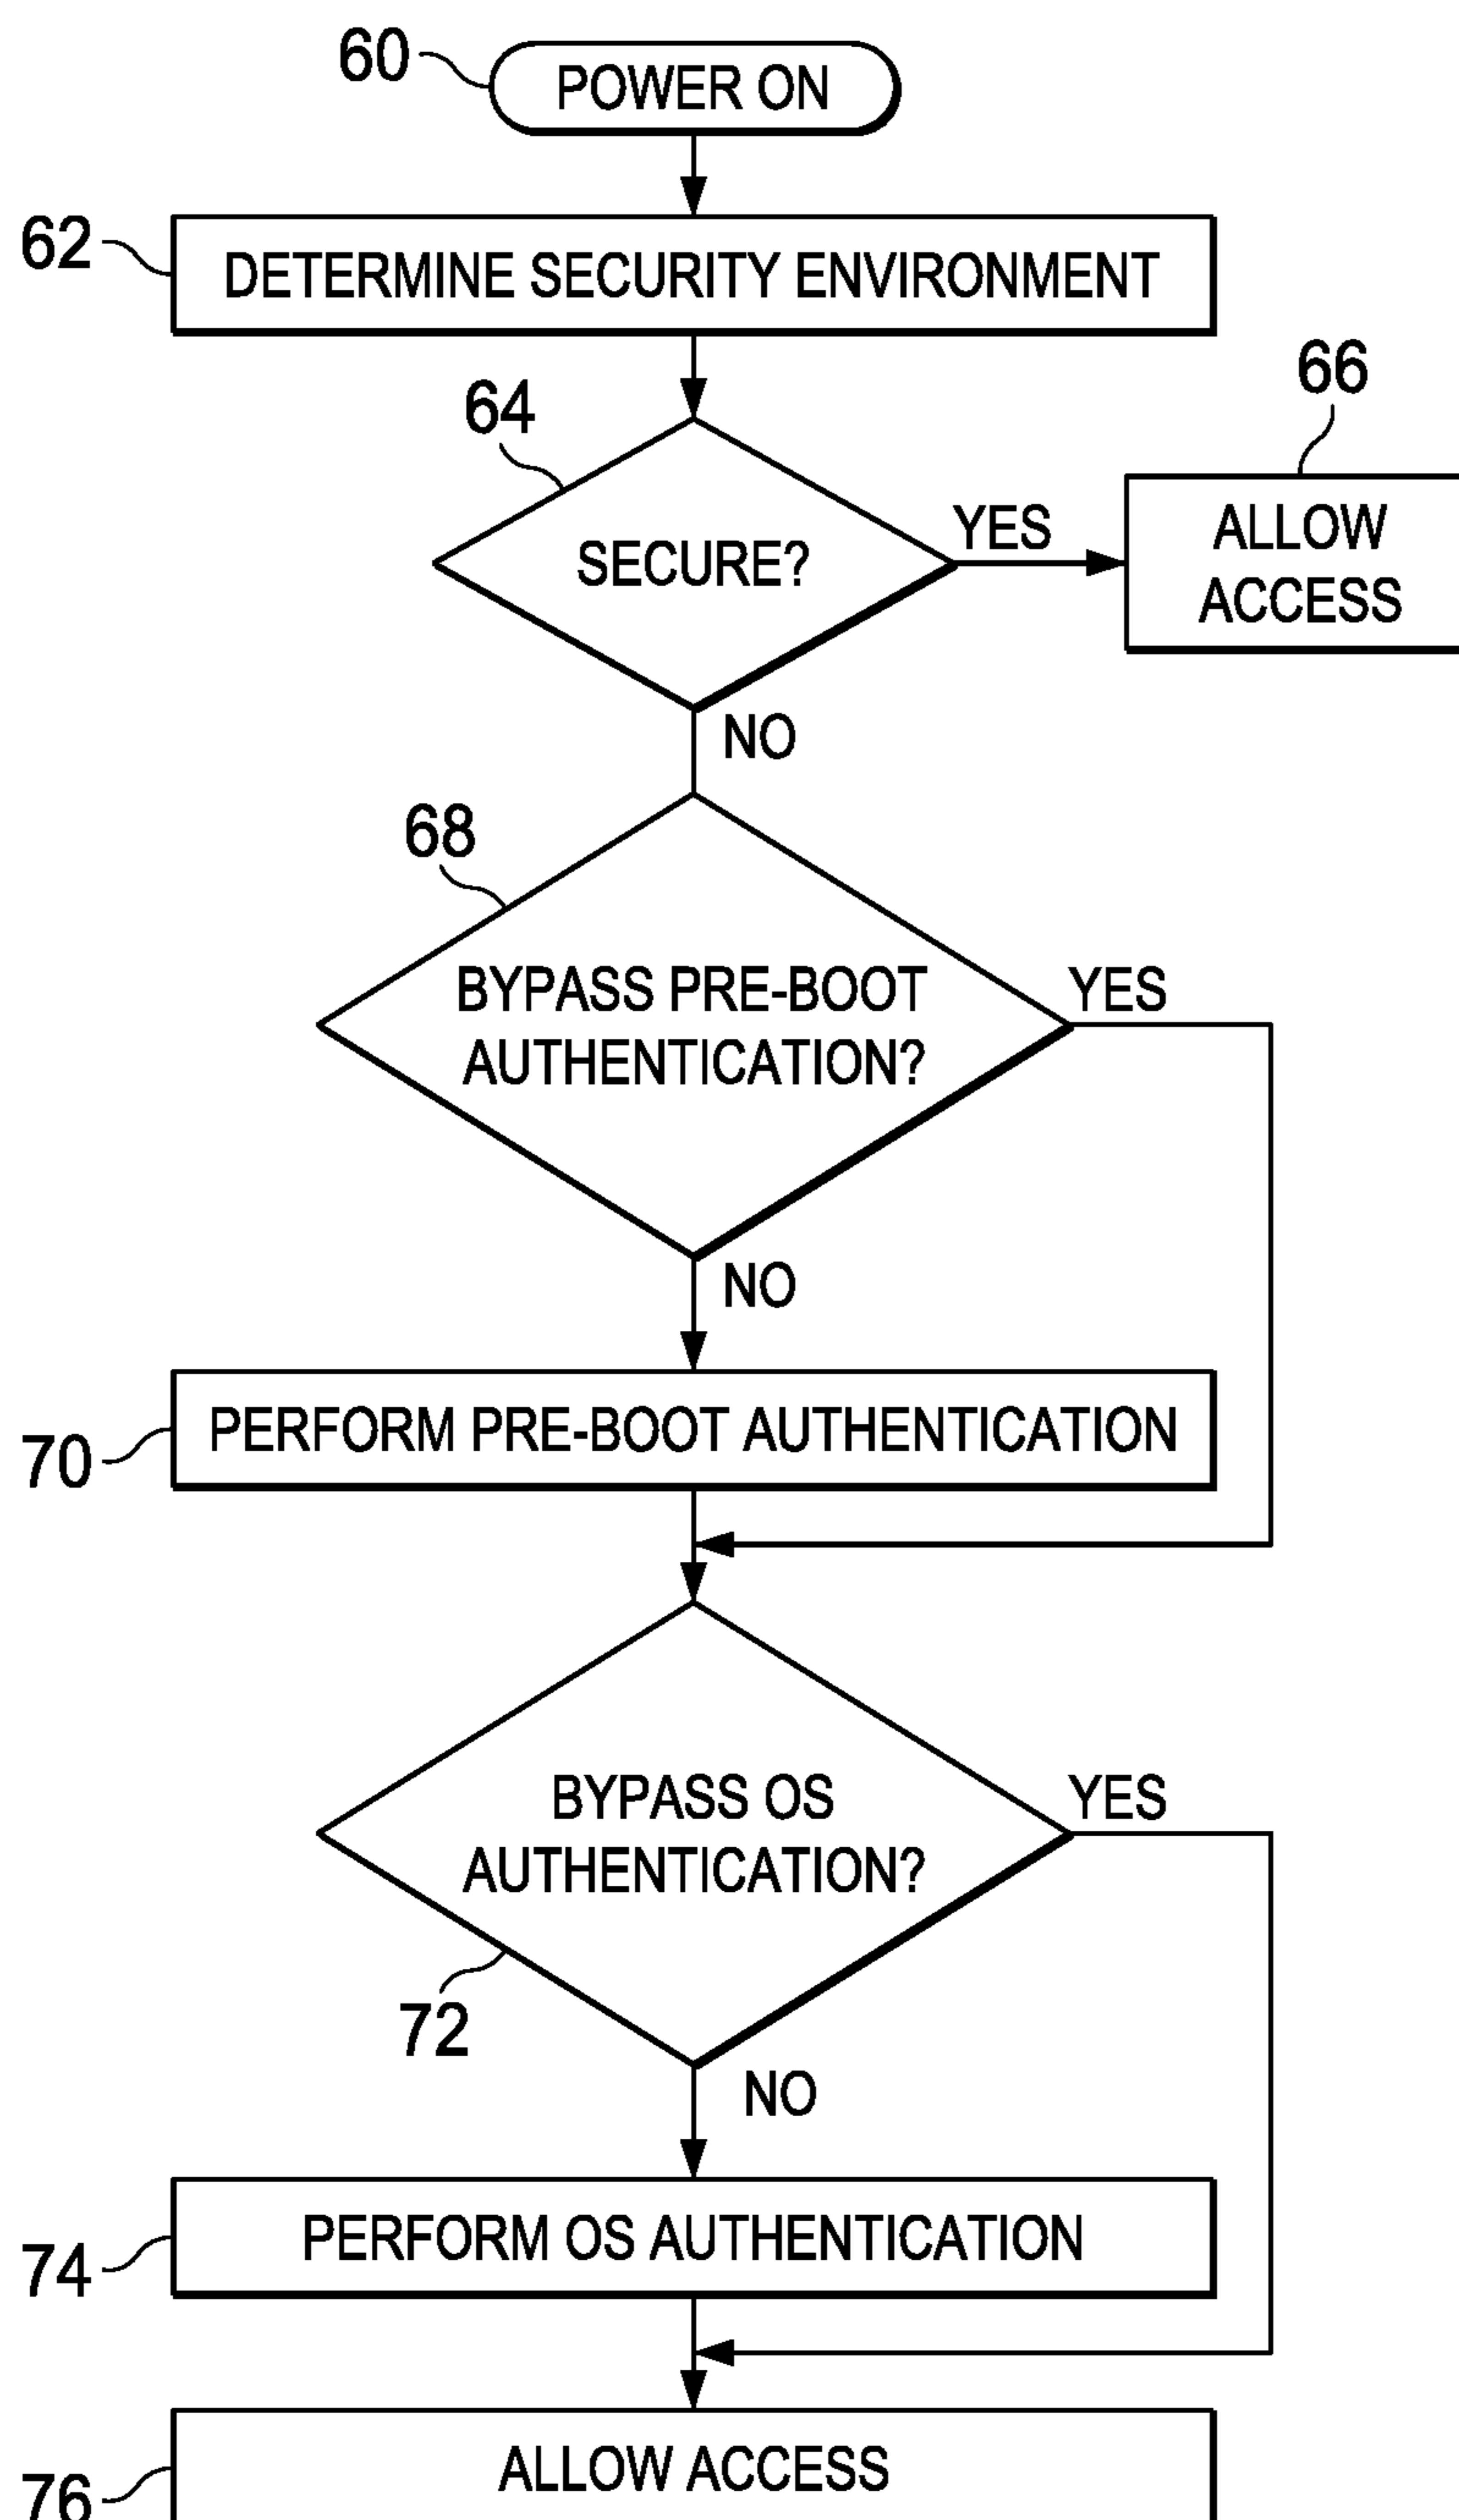 60
POWER ON
62
DETERMINE SECURITY ENVIRONMENT
64
SECURE?
YES
66
ALLOW
ACCESS
NO
68
BYPASS PRE-BOOT
AUTHENTICATION?
YES
NO
70
PERFORM PRE-BOOT AUTHENTICATION
BYPASS OS
AUTHENTICATION?
YES
72
NO
74
PERFORM OS AUTHENTICATION
76
ALLOW ACCESS